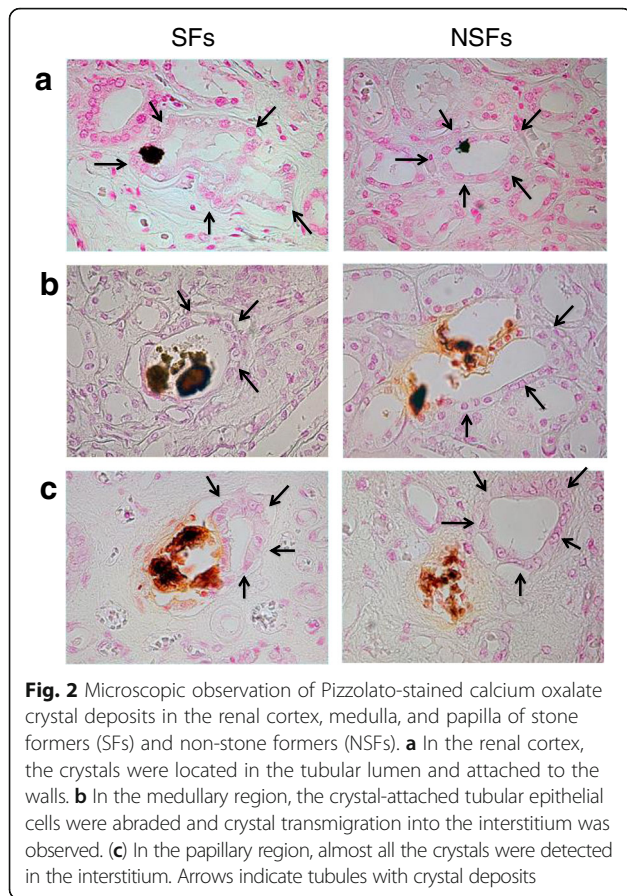 SFs NSFs
a
b
c
Fig. 2 Microscopic observation of Pizzolato-stained calcium oxalate
crystal deposits in the renal cortex, medulla, and papilla of stone
formers (SFs) and non-stone formers (NSFs). a In the renal cortex,
the crystals were located in the tubular lumen and attached to the
walls. b In the medullary region, the crystal-attached tubular epithelial
cells were abraded and crystal transmigration into the interstitium was
observed. (c) In the papillary region, almost all the crystals were detected
in the interstitium. Arrows indicate tubules with crystal deposits